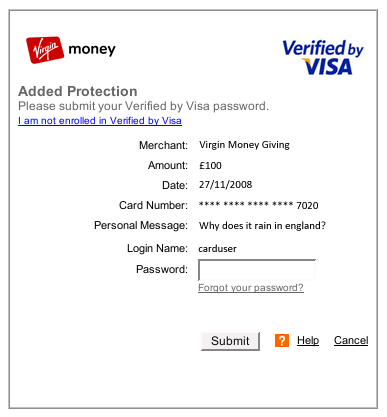 Virgin money
Verified by
VISA
Added Protection
Please submit your Verified by Visa password.
I am not enrolled in Verified by Visa
Merchant: Virgin Money Giving
Amount: £100
Date: 27/11/2008
Card Number: **** **** **** **** 7020
Personal Message: Why does it rain in england?
Login Name: carduser
Password:
Forgot your password?
Submit ? Help Cancel